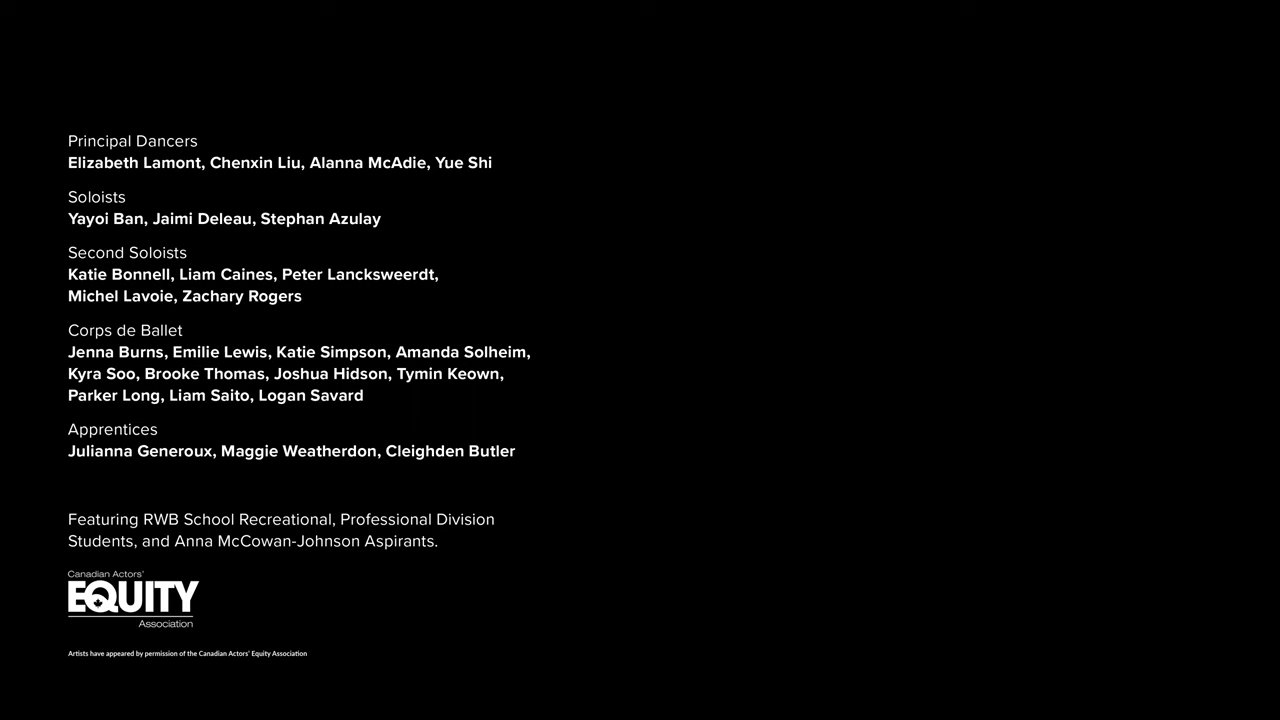 Principal Dancers
Elizabeth Lamont, Chenxin Liu, Alanna McAdie, Yue Shi
Soloists
Yayoi Ban, Jaimi Deleau, Stephan Azulay
Second Soloists
Katie Bonnell, Liam Caines, Peter Lancksweerdt,
Michel Lavoie, Zachary Rogers
Corps de Ballet
Jenna Burns, Emilie Lewis, Katie Simpson, Amanda Solheim,
Kyra Soo, Brooke Thomas, Joshua Hidson, Tymin Keown,
Parker Long, Liam Saito, Logan Savard
Apprentices
Julianna Generoux, Maggie Weatherdon, Cleighden Butler
Featuring RWB School Recreational, Professional Division
Students, and Anna McCowan-Johnson Aspirants.
Canadian Actors'
EQUITY
Association
Artists have appeared by permission of the Canadian Actors' Equity Association